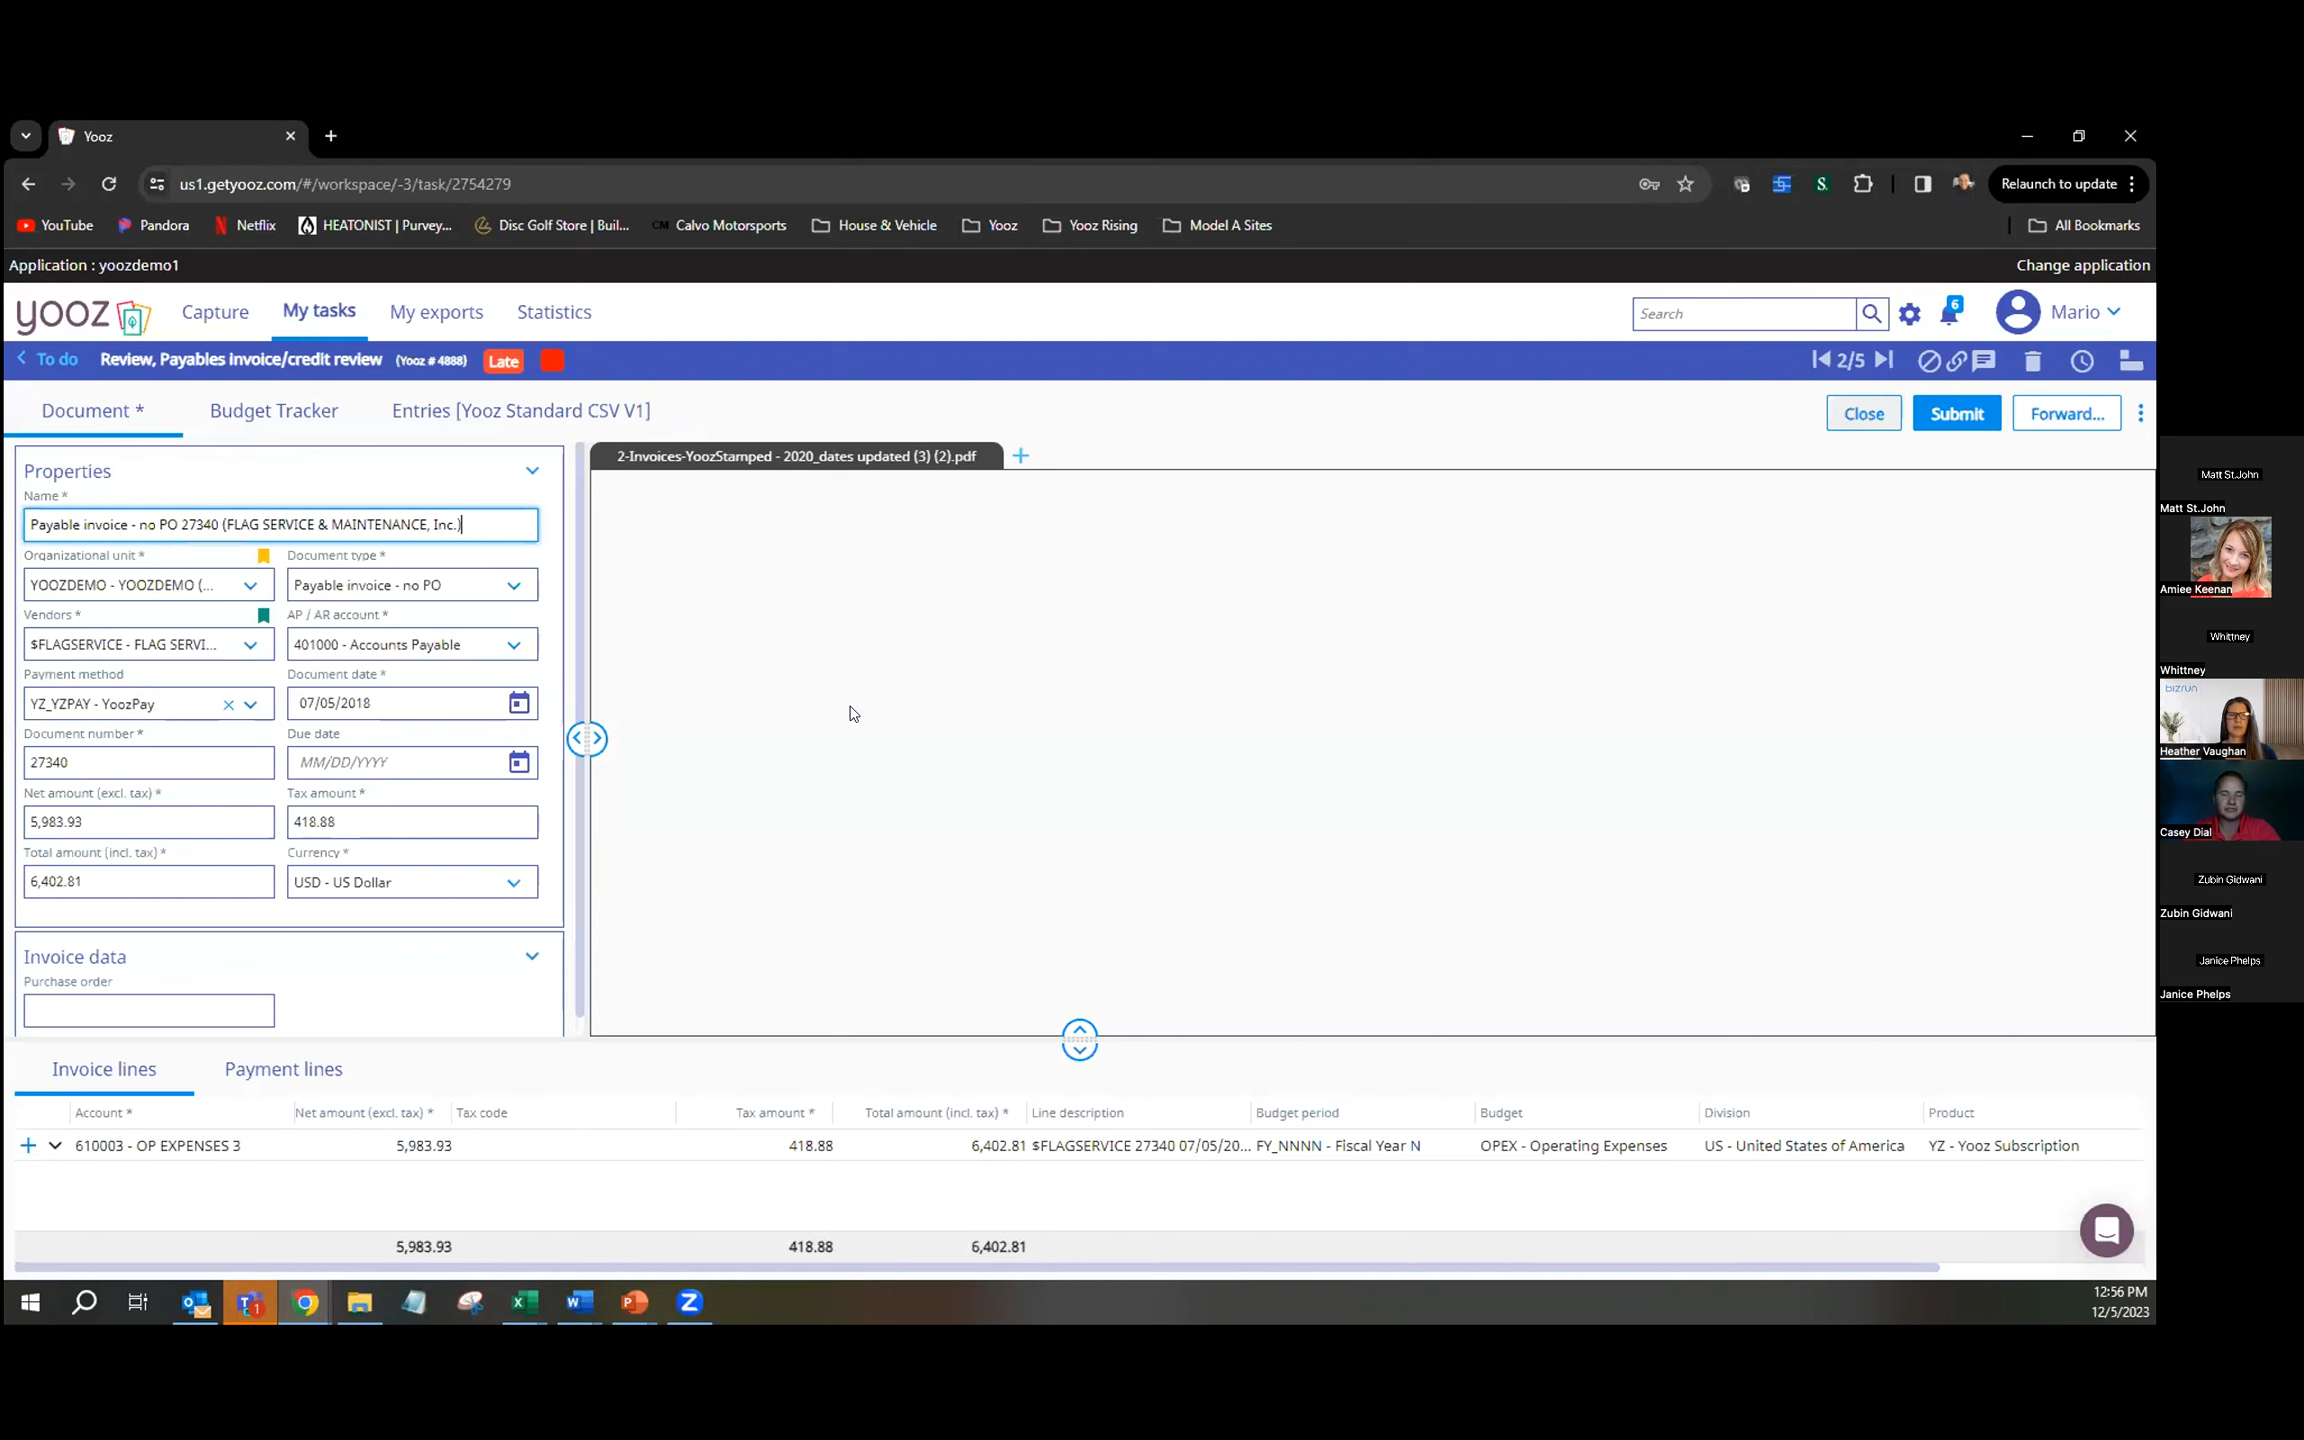 Yooz
us1.getyooz.com/#/workspace/-3/task/2754279
Relaunch to update
YouTube
Pandora
Netflix
HEATONIST | Purvey...
Disc Golf Store | Buil...
CM Calvo Motorsports
House & Vehicle
Yooz
Yooz Rising
Model A Sites
All Bookmarks
Application : yoozdemo1
Change application
yooz
Capture
My tasks
My exports
Statistics
Search
6
Mario
To do
Review, Payables invoice/credit review (Yooz # 4888)
Late
2/5
Document *
Budget Tracker
Entries [Yooz Standard CSV V1]
Close
Submit
Forward...
Properties
2-Invoices-YoozStamped - 2020_dates updated (3) (2).pdf
Name *
Payable invoice - no PO 27340 (FLAG SERVICE & MAINTENANCE, Inc.)
Organizational unit *
Document type *
YOOZDEMO - YOOZDEMO (...
Payable invoice - no PO
Vendors *
AP / AR account *
$FLAGSERVICE - FLAG SERVI...
401000 - Accounts Payable
Payment method
Document date *
YZ_YZPAY - YoozPay
07/05/2018
Document number *
Due date
27340
MM/DD/YYYY
Net amount (excl. tax) *
Tax amount *
5,983.93
418.88
Total amount (incl. tax) *
Currency *
6,402.81
USD - US Dollar
Invoice data
Purchase order
Invoice lines
Payment lines
Account *
Net amount (excl. tax) *
Tax code
Tax amount *
Total amount (incl. tax) *
Line description
Budget period
Budget
Division
Product
610003 - OP EXPENSES 3
5,983.93
418.88
6,402.81
$FLAGSERVICE 27340 07/05/20...
FY_NNNN - Fiscal Year N
OPEX - Operating Expenses
US - United States of America
YZ - Yooz Subscription
5,983.93
418.88
6,402.81
12:56 PM
12/5/2023
Matt St.John
Matt St.John
Amiee Keenan
Whittney
Whittney
bizrun
Heather Vaughan
Casey Dial
Zubin Gidwani
Zubin Gidwani
Janice Phelps
Janice Phelps